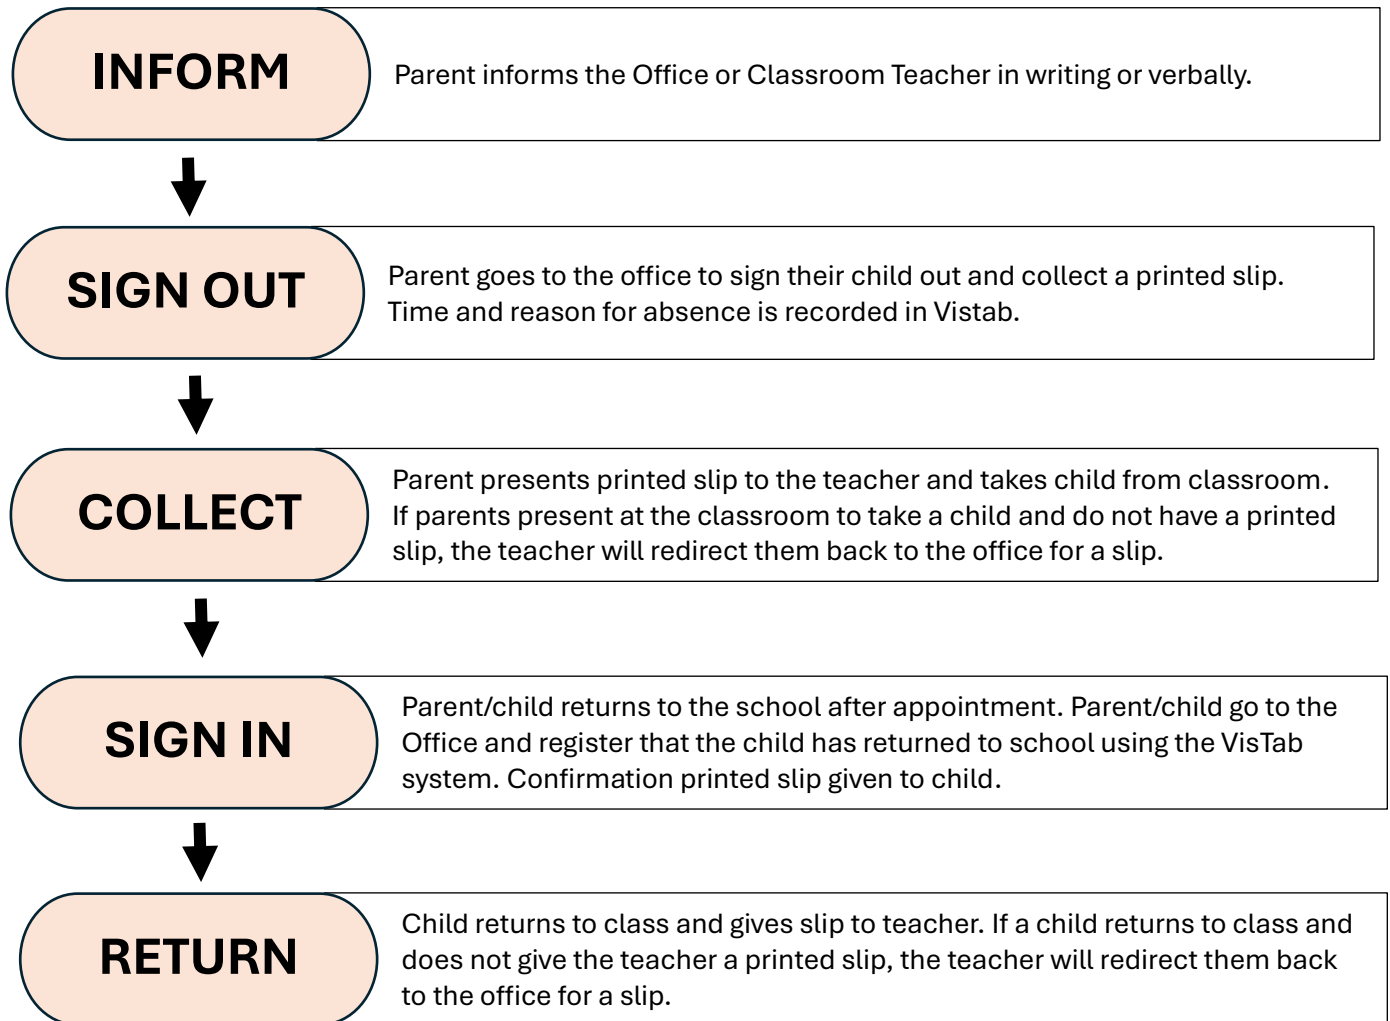 INFORM
Parent informs the Office or Classroom Teacher in writing or verbally.
SIGN OUT
Parent goes to the office to sign their child out and collect a printed slip.
Time and reason for absence is recorded in Vistab.
COLLECT
Parent presents printed slip to the teacher and takes child from classroom.
If parents present at the classroom to take a child and do not have a printed
slip, the teacher will redirect them back to the office for a slip.
SIGN IN
Parent/child returns to the school after appointment. Parent/child go to the
Office and register that the child has returned to school using the VisTab
system. Confirmation printed slip given to child.
RETURN
Child returns to class and gives slip to teacher. If a child returns to class and
does not give the teacher a printed slip, the teacher will redirect them back
to the office for a slip.